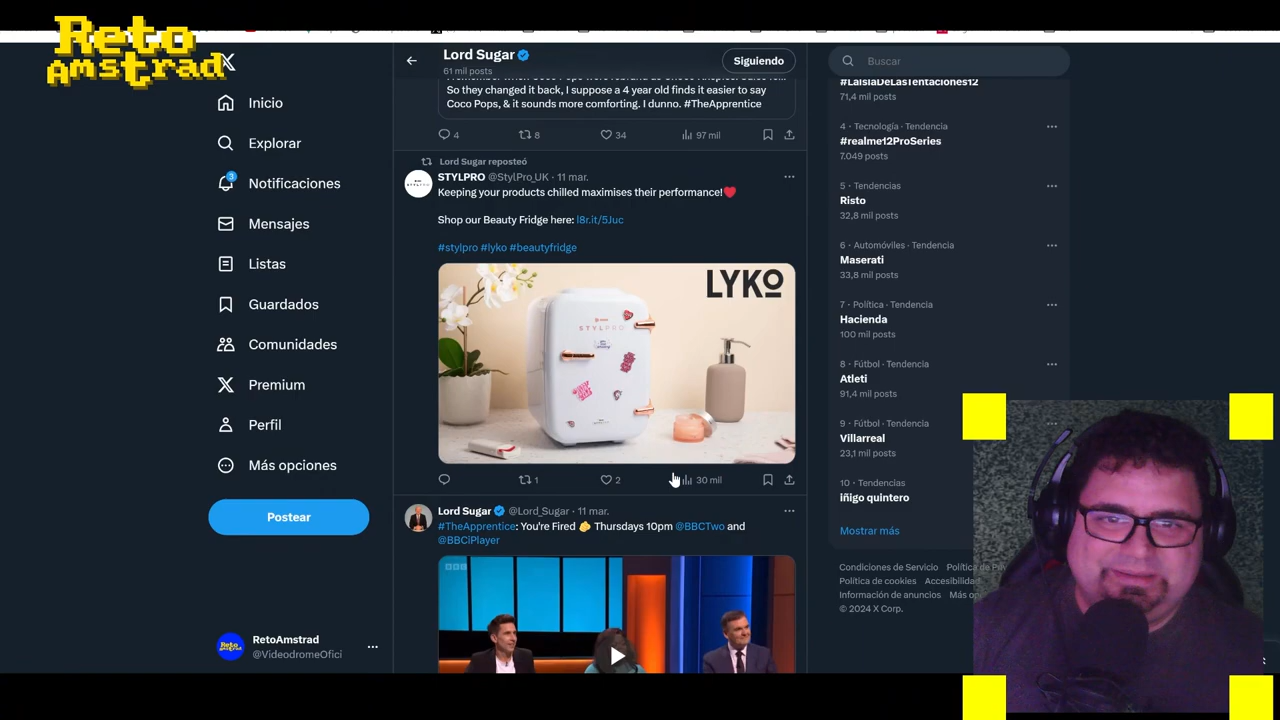 Reto
Amstrad
Inicio
Explorar
3
Notificaciones
Mensajes
Listas
Guardados
Comunidades
Premium
Perfil
Más opciones
Postear
RetoAmstrad
@VideodromeOfici
Lord Sugar
61 mil posts
Siguiendo
So they changed it back, I suppose a 4 year old finds it easier to say
Coco Pops, & it sounds more comforting. I dunno. #TheApprentice
4 8 34 97 mil
Lord Sugar reposteó
STYLPRO @StylPro_UK · 11 mar.
Keeping your products chilled maximises their performance!
Shop our Beauty Fridge here: l8r.it/5Juc
#stylpro #lyko #beautyfridge
LYKO
STYLPRO
1 2 30 mil
Lord Sugar @Lord_Sugar · 11 mar.
#TheApprentice: You're Fired Thursdays 10pm @BBCTwo and
@BBCiPlayer
BBC
Buscar
#LaIslaDeLasTentaciones12
71,4 mil posts
4 · Tecnología · Tendencia
#realme12ProSeries
7.049 posts
5 · Tendencias
Risto
32,8 mil posts
6 · Automóviles · Tendencia
Maserati
33,8 mil posts
7 · Política · Tendencia
Hacienda
100 mil posts
8 · Fútbol · Tendencia
Atleti
91,4 mil posts
9 · Fútbol · Tendencia
Villarreal
23,1 mil posts
10 · Tendencias
iñigo quintero
Mostrar más
Condiciones de Servicio Política de
Política de cookies Accesibilidad
Información de anuncios
© 2024 X Corp.